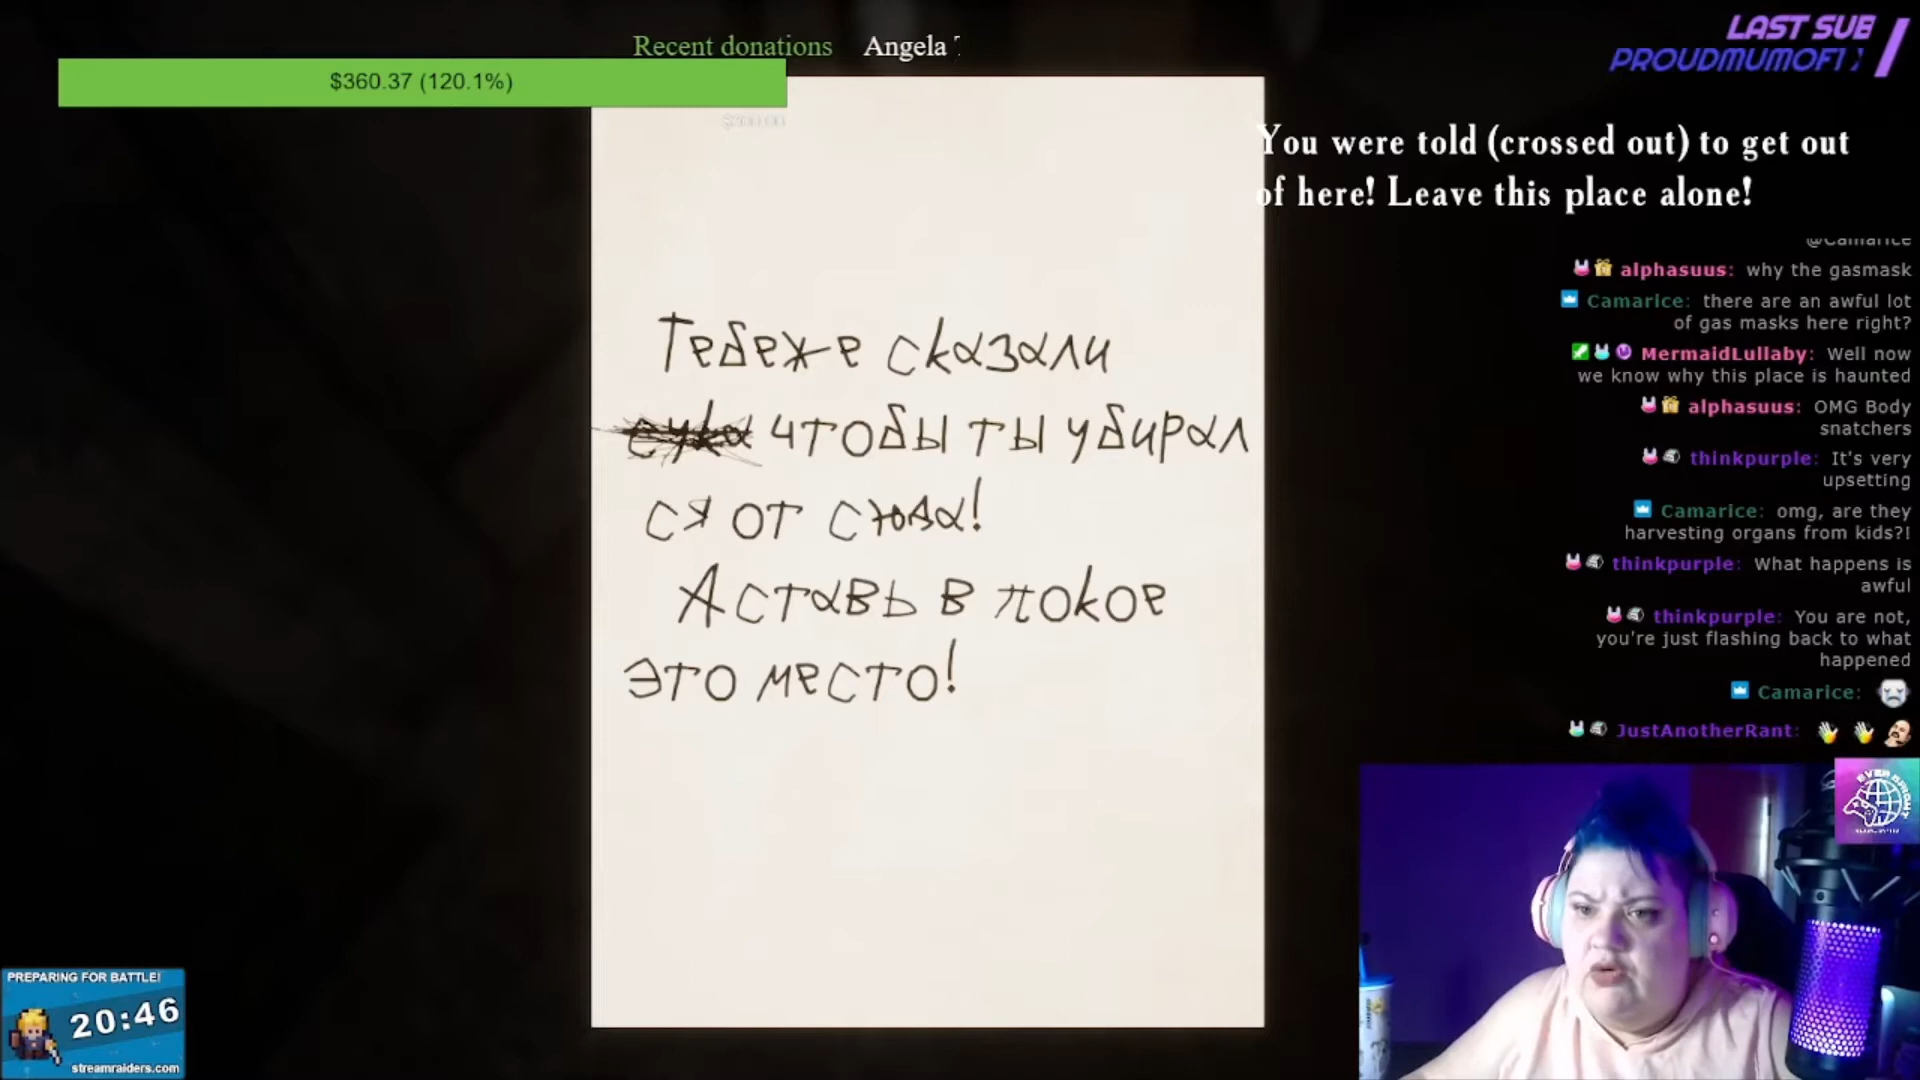 Recent donations Angela
$360.37 (120.1%)
LAST SUB
PROUDMUMOF1
You were told (crossed out) to get out
of here! Leave this place alone!
Тебеже сказали
сука чтобы ты убирал
ся от сюда!
Аставь в покое
это место!
@Camarice
alphasuus: why the gasmask
Camarice: there are an awful lot
of gas masks here right?
MermaidLullaby: Well now
we know why this place is haunted
alphasuus: OMG Body
snatchers
thinkpurple: It's very
upsetting
Camarice: omg, are they
harvesting organs from kids?!
thinkpurple: What happens is
awful
thinkpurple: You are not,
you're just flashing back to what
happened
Camarice:
JustAnotherRant:
PREPARING FOR BATTLE!
20:46
streamraiders.com